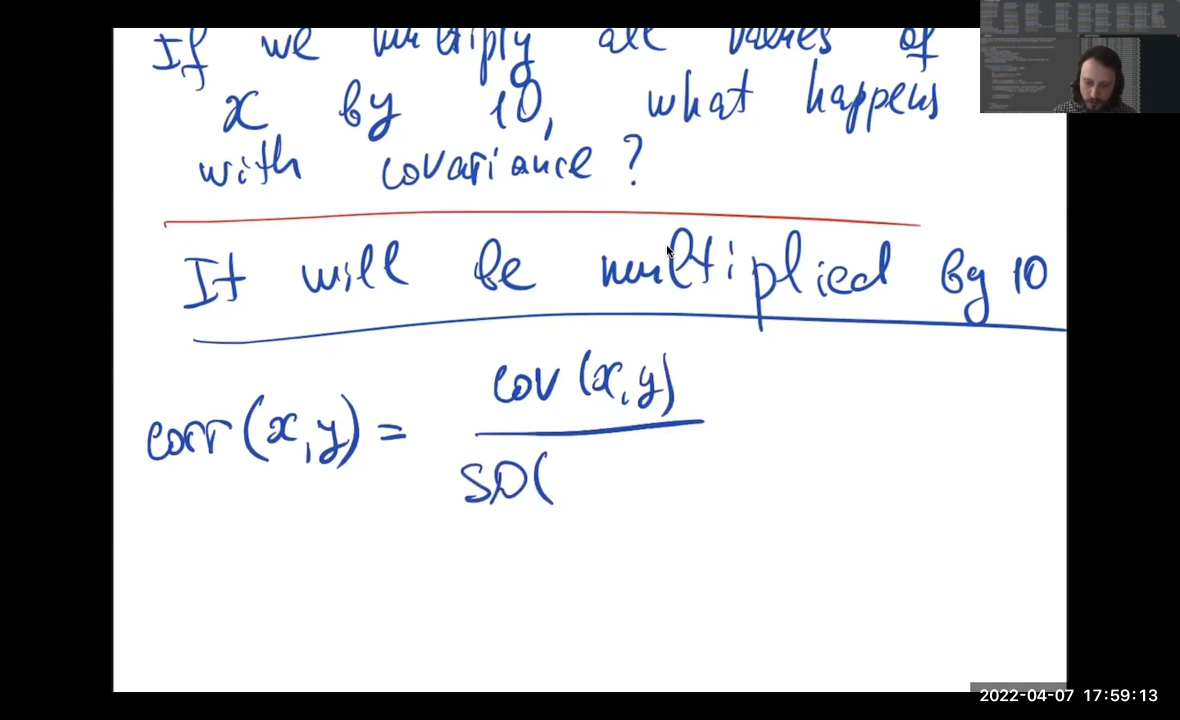 If we multiply all values of
x by 10, what happens
with covariance?
It will be multiplied by 10
corr(x,y) = cov(x,y)
SD(
2022-04-07 17:59:13